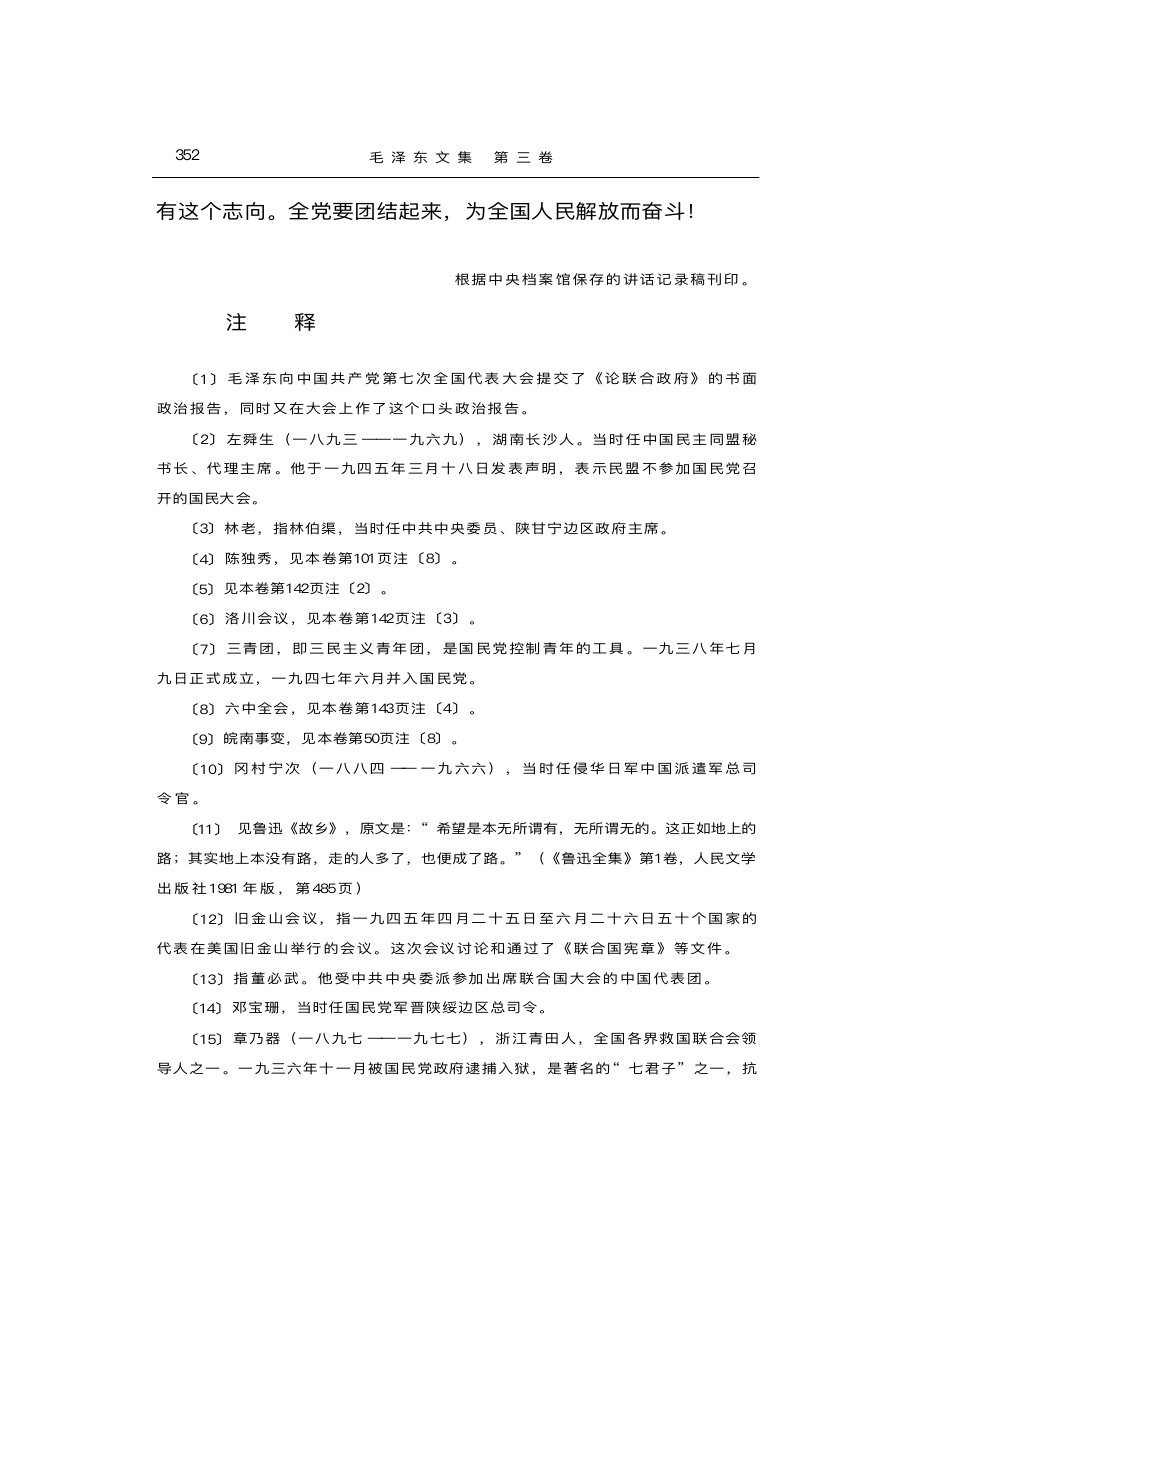 352 毛泽东文集 第三卷
有这个志向。全党要团结起来，为全国人民解放而奋斗！
根据中央档案馆保存的讲话记录稿刊印。
注 释
〔1〕毛泽东向中国共产党第七次全国代表大会提交了《论联合政府》的书面
政治报告，同时又在大会上作了这个口头政治报告。
〔2〕左舜生（一八九三——一九六九），湖南长沙人。当时任中国民主同盟秘
书长、代理主席。他于一九四五年三月十八日发表声明，表示民盟不参加国民党召
开的国民大会。
〔3〕林老，指林伯渠，当时任中共中央委员、陕甘宁边区政府主席。
〔4〕陈独秀，见本卷第101页注〔8〕。
〔5〕见本卷第142页注〔2〕。
〔6〕洛川会议，见本卷第142页注〔3〕。
〔7〕三青团，即三民主义青年团，是国民党控制青年的工具。一九三八年七月
九日正式成立，一九四七年六月并入国民党。
〔8〕六中全会，见本卷第143页注〔4〕。
〔9〕皖南事变，见本卷第50页注〔8〕。
〔10〕冈村宁次（一八八四——一九六六），当时任侵华日军中国派遣军总司
令官。
〔11〕 见鲁迅《故乡》，原文是：“希望是本无所谓有，无所谓无的。这正如地上的
路；其实地上本没有路，走的人多了，也便成了路。”（《鲁迅全集》第1卷，人民文学
出版社1981年版，第485页）
〔12〕旧金山会议，指一九四五年四月二十五日至六月二十六日五十个国家的
代表在美国旧金山举行的会议。这次会议讨论和通过了《联合国宪章》等文件。
〔13〕指董必武。他受中共中央委派参加出席联合国大会的中国代表团。
〔14〕邓宝珊，当时任国民党军晋陕绥边区总司令。
〔15〕章乃器（一八九七——一九七七），浙江青田人，全国各界救国联合会领
导人之一。一九三六年十一月被国民党政府逮捕入狱，是著名的“七君子”之一，抗